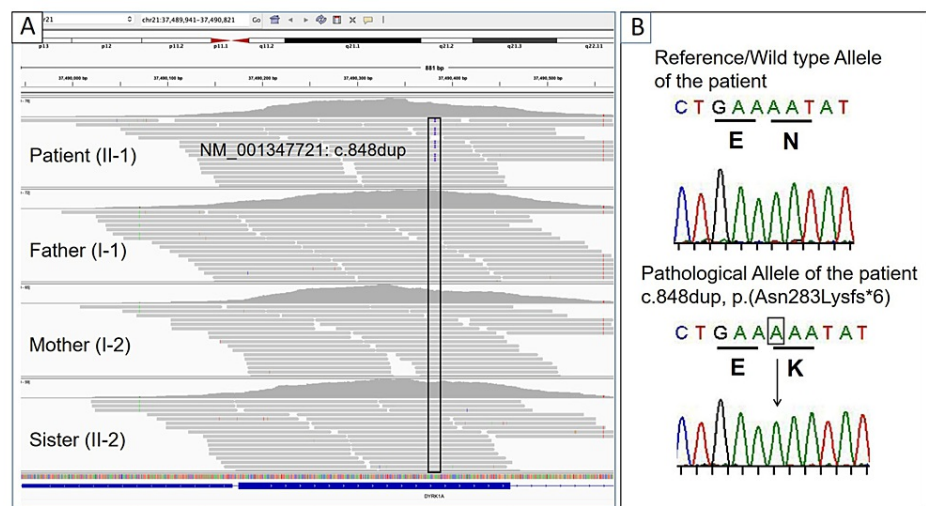 A
r21
chr21:37,489,941-37,490,821
Go
p13 p12 p11.2 p11.1 q11.2 q21.1 q21.2 q21.3 q22.11
881 bp
37,490,000 bp 37,490,100 bp 37,490,200 bp 37,490,300 bp 37,490,400 bp 37,490,500 bp
NM_001347721: c.848dup
Patient (II-1)
Father (I-1)
Mother (I-2)
Sister (II-2)
DYRK1A
B
Reference/Wild type Allele
of the patient
C T G A A A A T A T
E N
Pathological Allele of the patient
c.848dup, p.(Asn283Lysfs*6)
C T G A A A A A T A T
E K